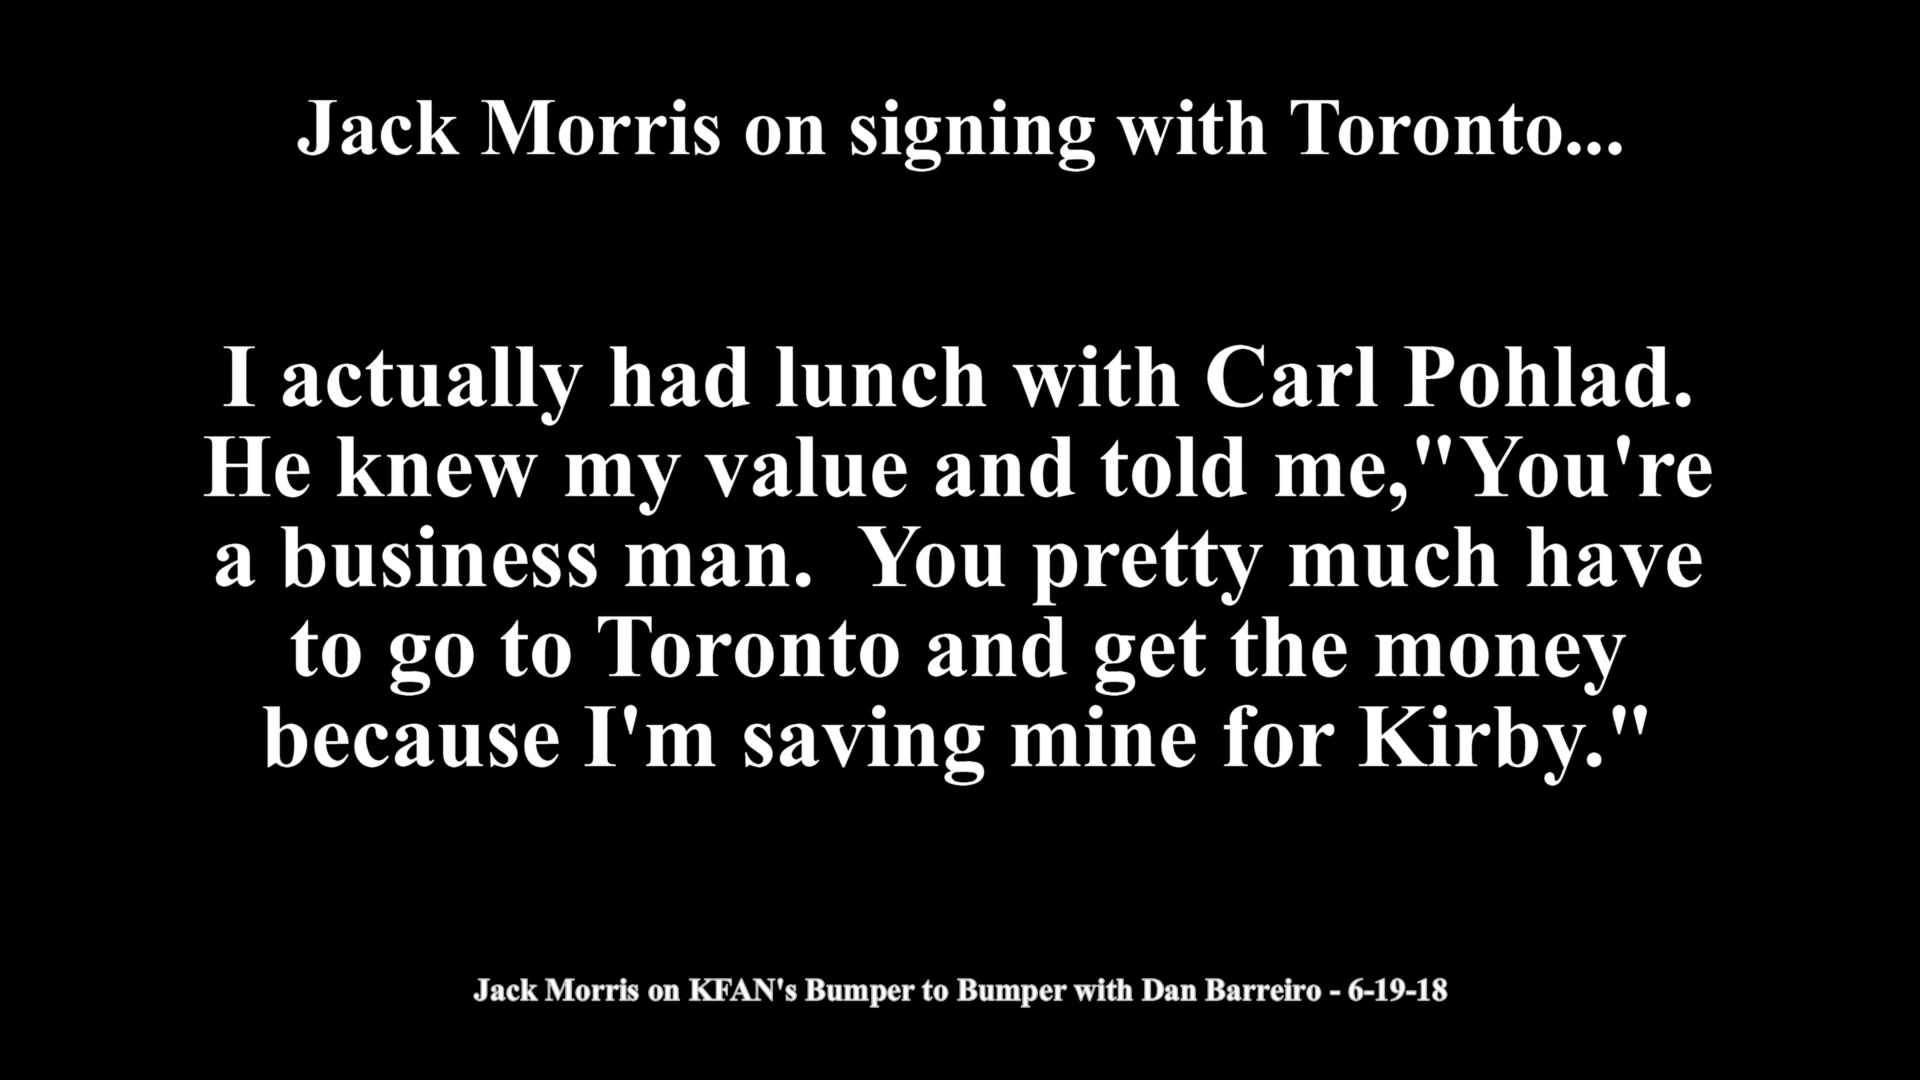 Jack Morris on signing with Toronto...
I actually had lunch with Carl Pohlad.
He knew my value and told me,"You're
a business man.  You pretty much have
to go to Toronto and get the money
because I'm saving mine for Kirby."
Jack Morris on KFAN's Bumper to Bumper with Dan Barreiro - 6-19-18